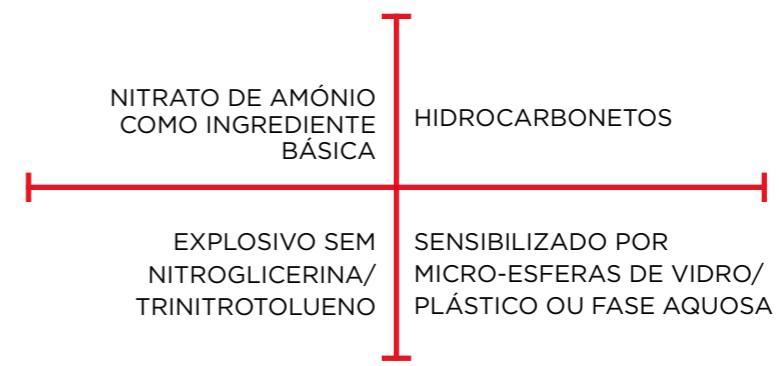 NITRATO DE AMÓNIO
COMO INGREDIENTE
BÁSICA
HIDROCARBONETOS
EXPLOSIVO SEM
NITROGLICERINA/
TRINITROTOLUENO
SENSIBILIZADO POR
MICRO-ESFERAS DE VIDRO/
PLÁSTICO OU FASE AQUOSA